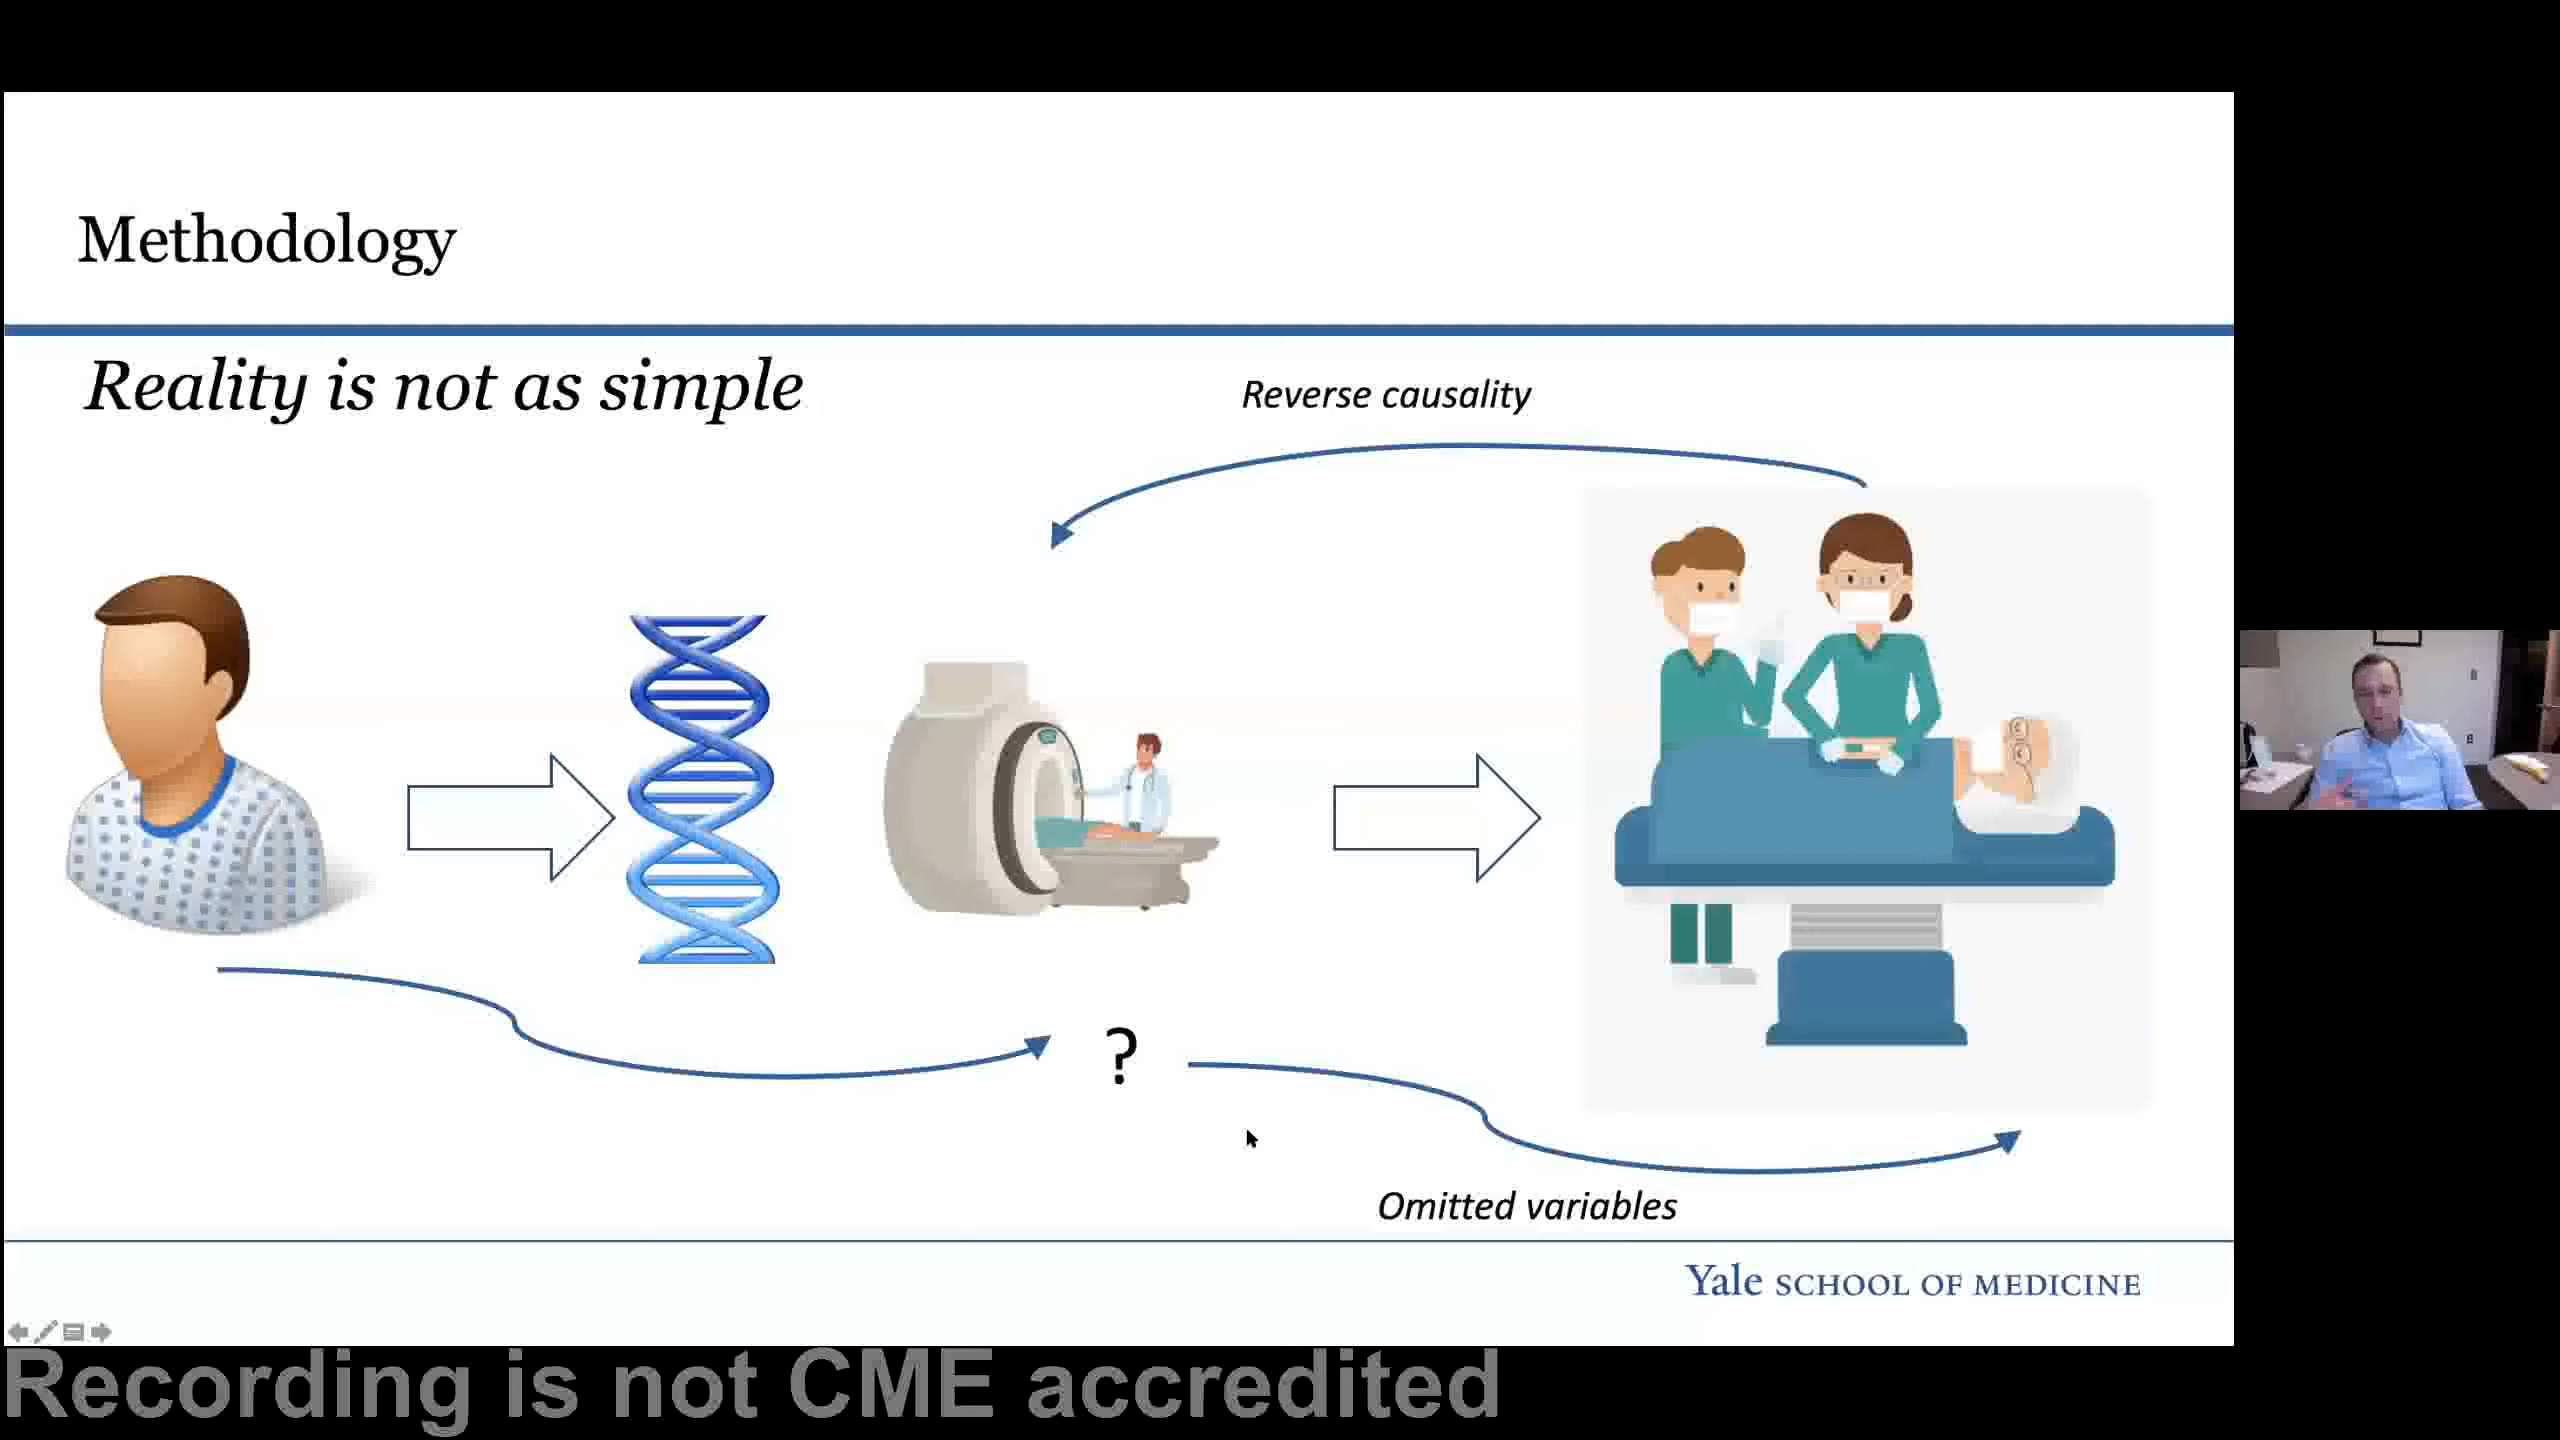 Methodology
Reality is not as simple
Reverse causality
?
Omitted variables
Yale SCHOOL OF MEDICINE
Recording is not CME accredited